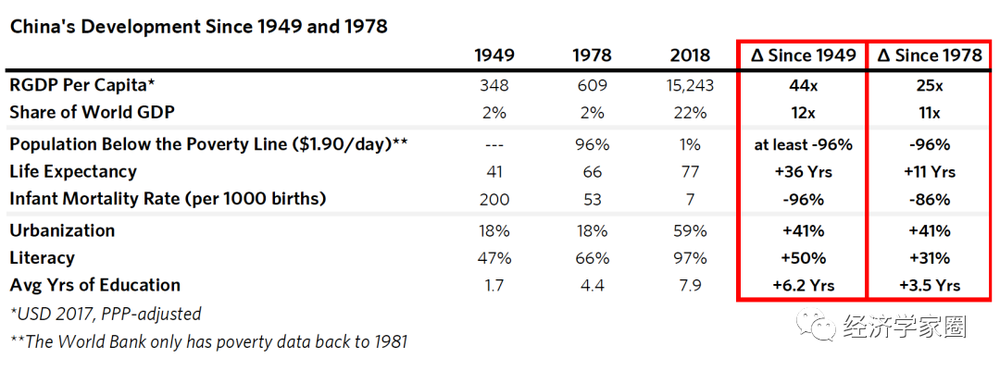 China's Development Since 1949 and 1978
1949 1978 2018 Δ Since 1949 Δ Since 1978
RGDP Per Capita* 348 609 15,243 44x 25x
Share of World GDP 2% 2% 22% 12x 11x
Population Below the Poverty Line ($1.90/day)** --- 96% 1% at least -96% -96%
Life Expectancy 41 66 77 +36 Yrs +11 Yrs
Infant Mortality Rate (per 1000 births) 200 53 7 -96% -86%
Urbanization 18% 18% 59% +41% +41%
Literacy 47% 66% 97% +50% +31%
Avg Yrs of Education 1.7 4.4 7.9 +6.2 Yrs +3.5 Yrs
*USD 2017, PPP-adjusted
**The World Bank only has poverty data back to 1981
经济学家圈